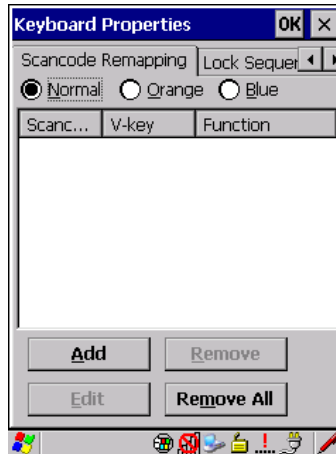 Keyboard Properties OK ×
Scancode Remapping Lock Sequer
Normal Orange Blue
Scanc... V-key Function
Add Remove
Edit Remove All